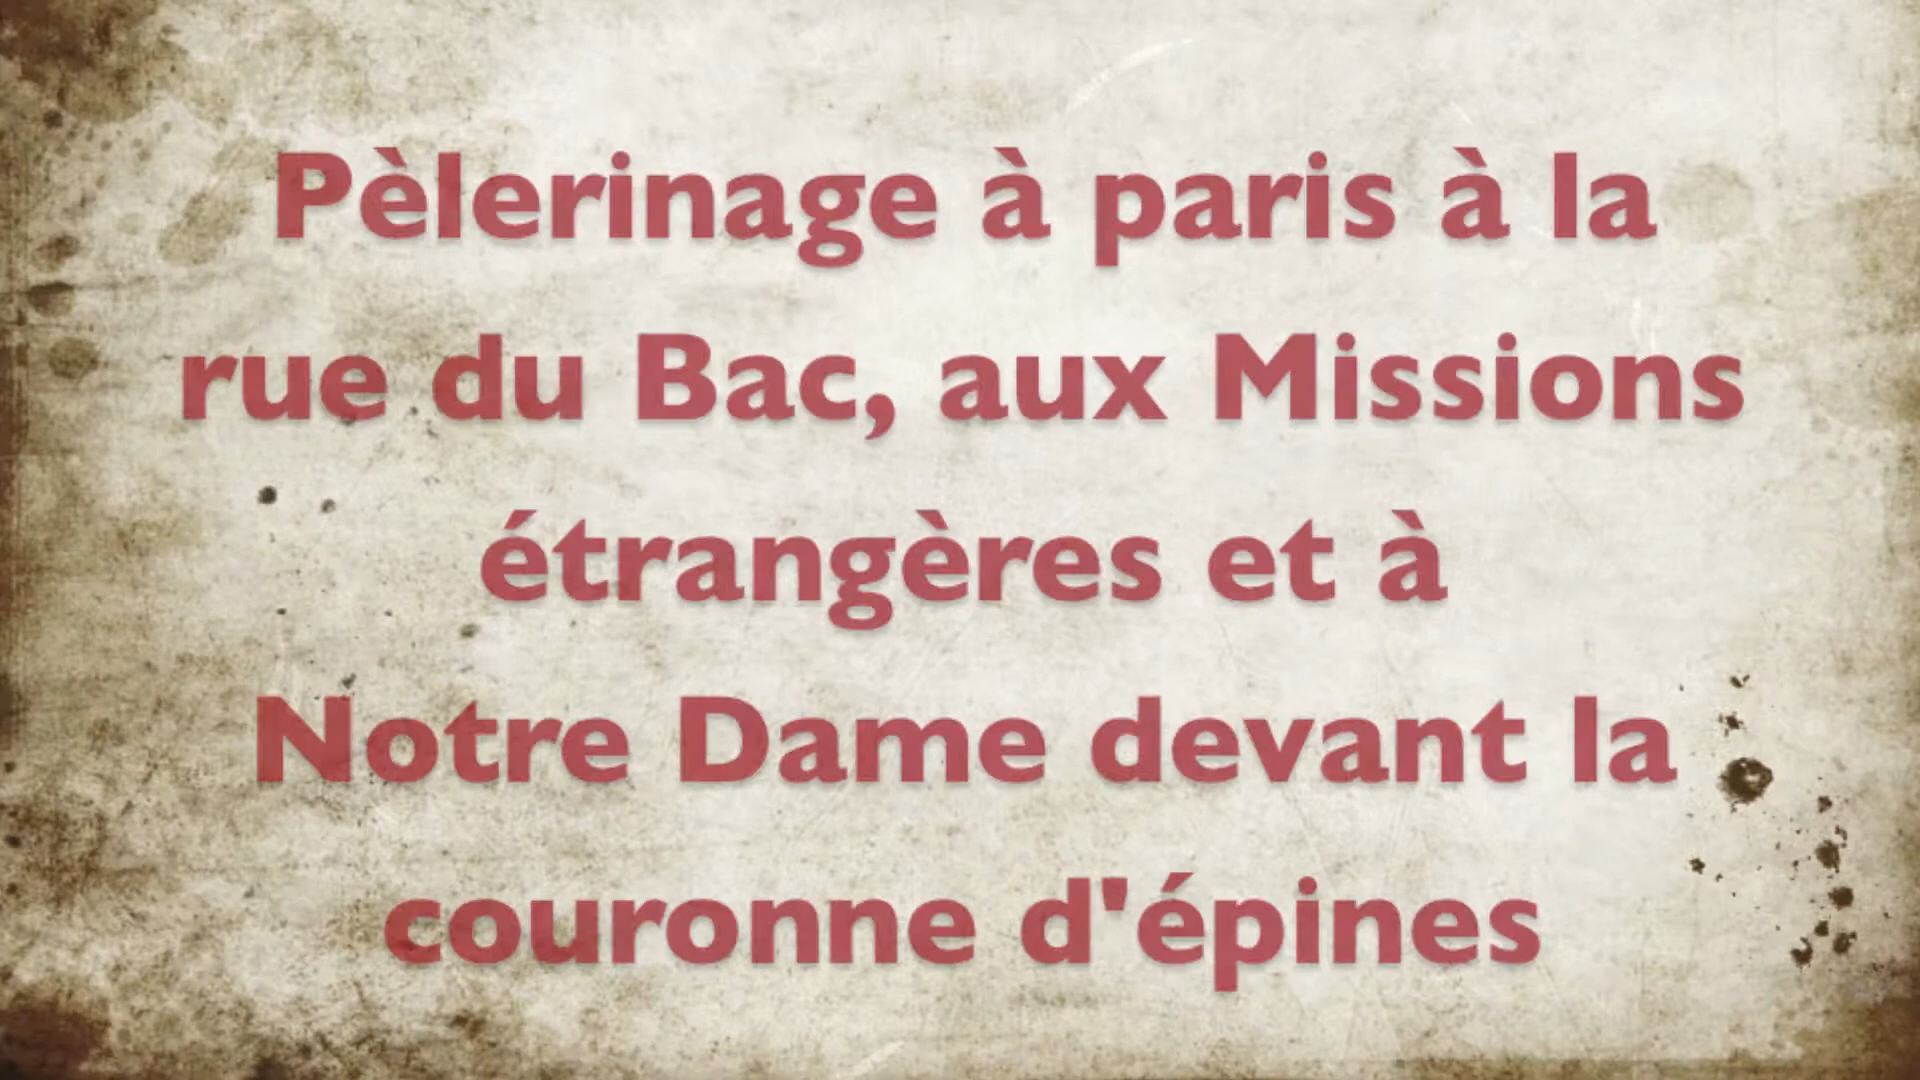 Pèlerinage à paris à la
rue du Bac, aux Missions
étrangères et à
Notre Dame devant la
couronne d'épines